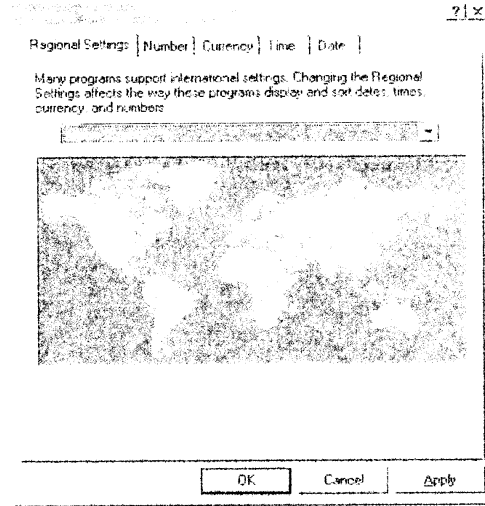 ? ×
Regional Settings Number Currency Time Date
Many programs support international settings. Changing the Regional
Settings affects the way these programs display and sort dates, times,
currency, and numbers.
OK Cancel Apply